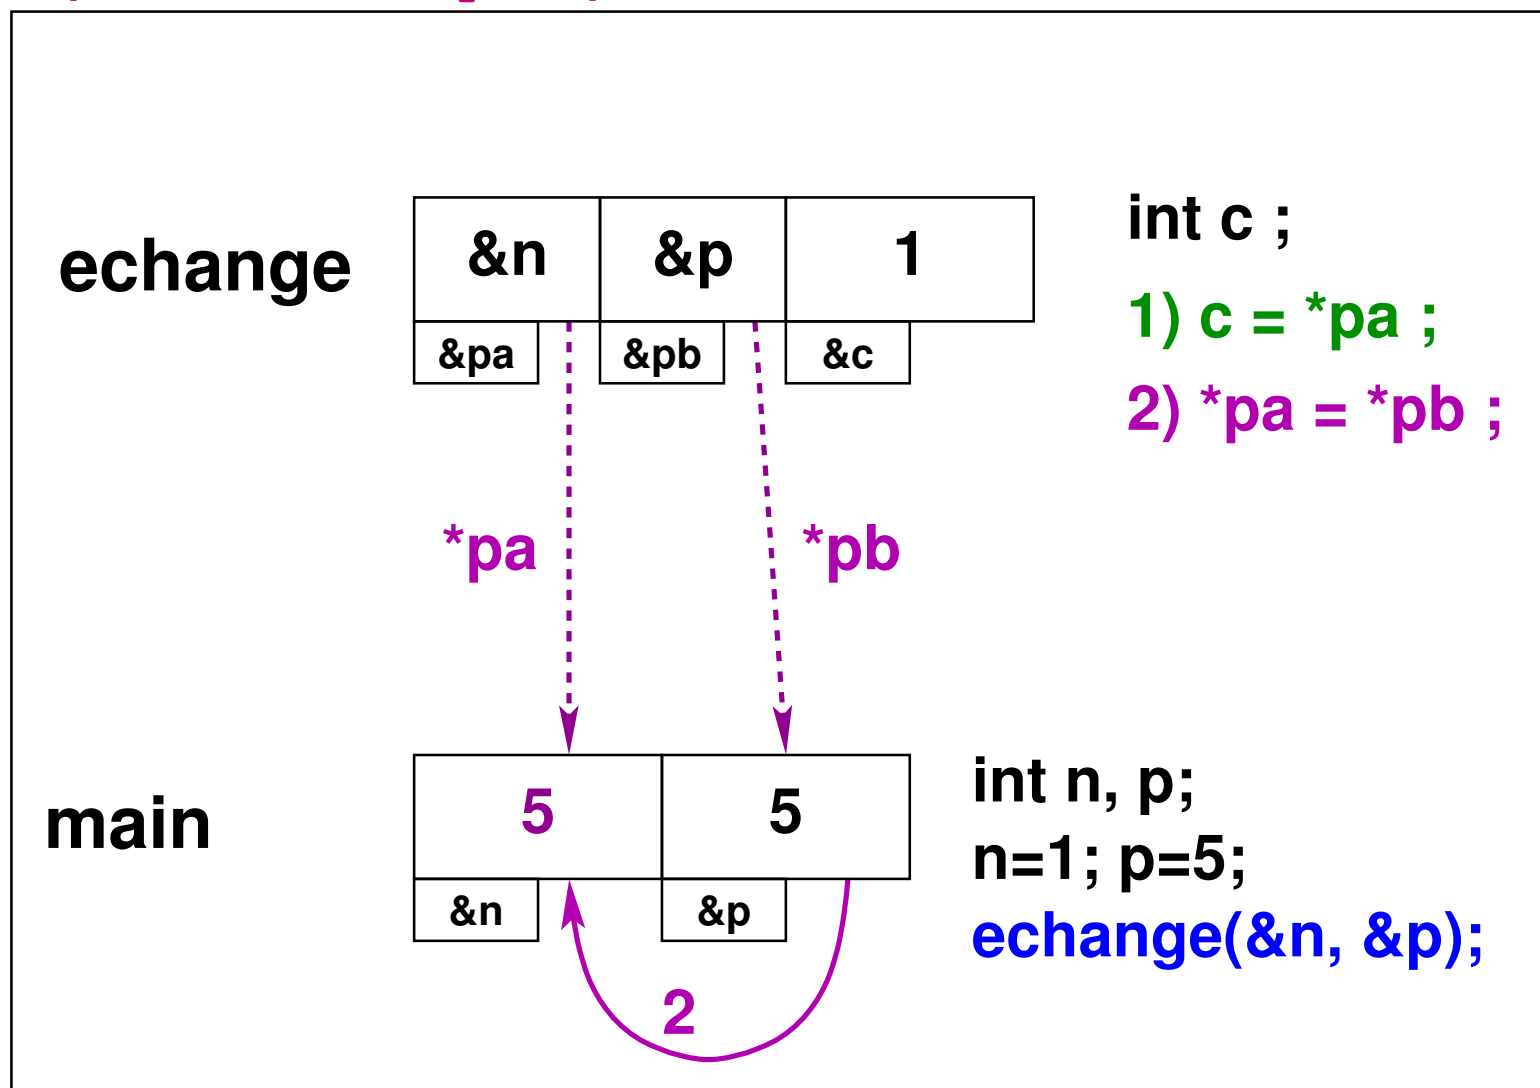 echange
&n &p 1
&pa &pb &c
int c ;
1) c = *pa ;
2) *pa = *pb ;
*pa *pb
main
5 5
&n &p
2
int n, p;
n=1; p=5;
echange(&n, &p);